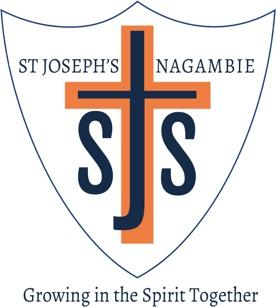 ST JOSEPH'S NAGAMBIE
SJS
Growing in the Spirit Together